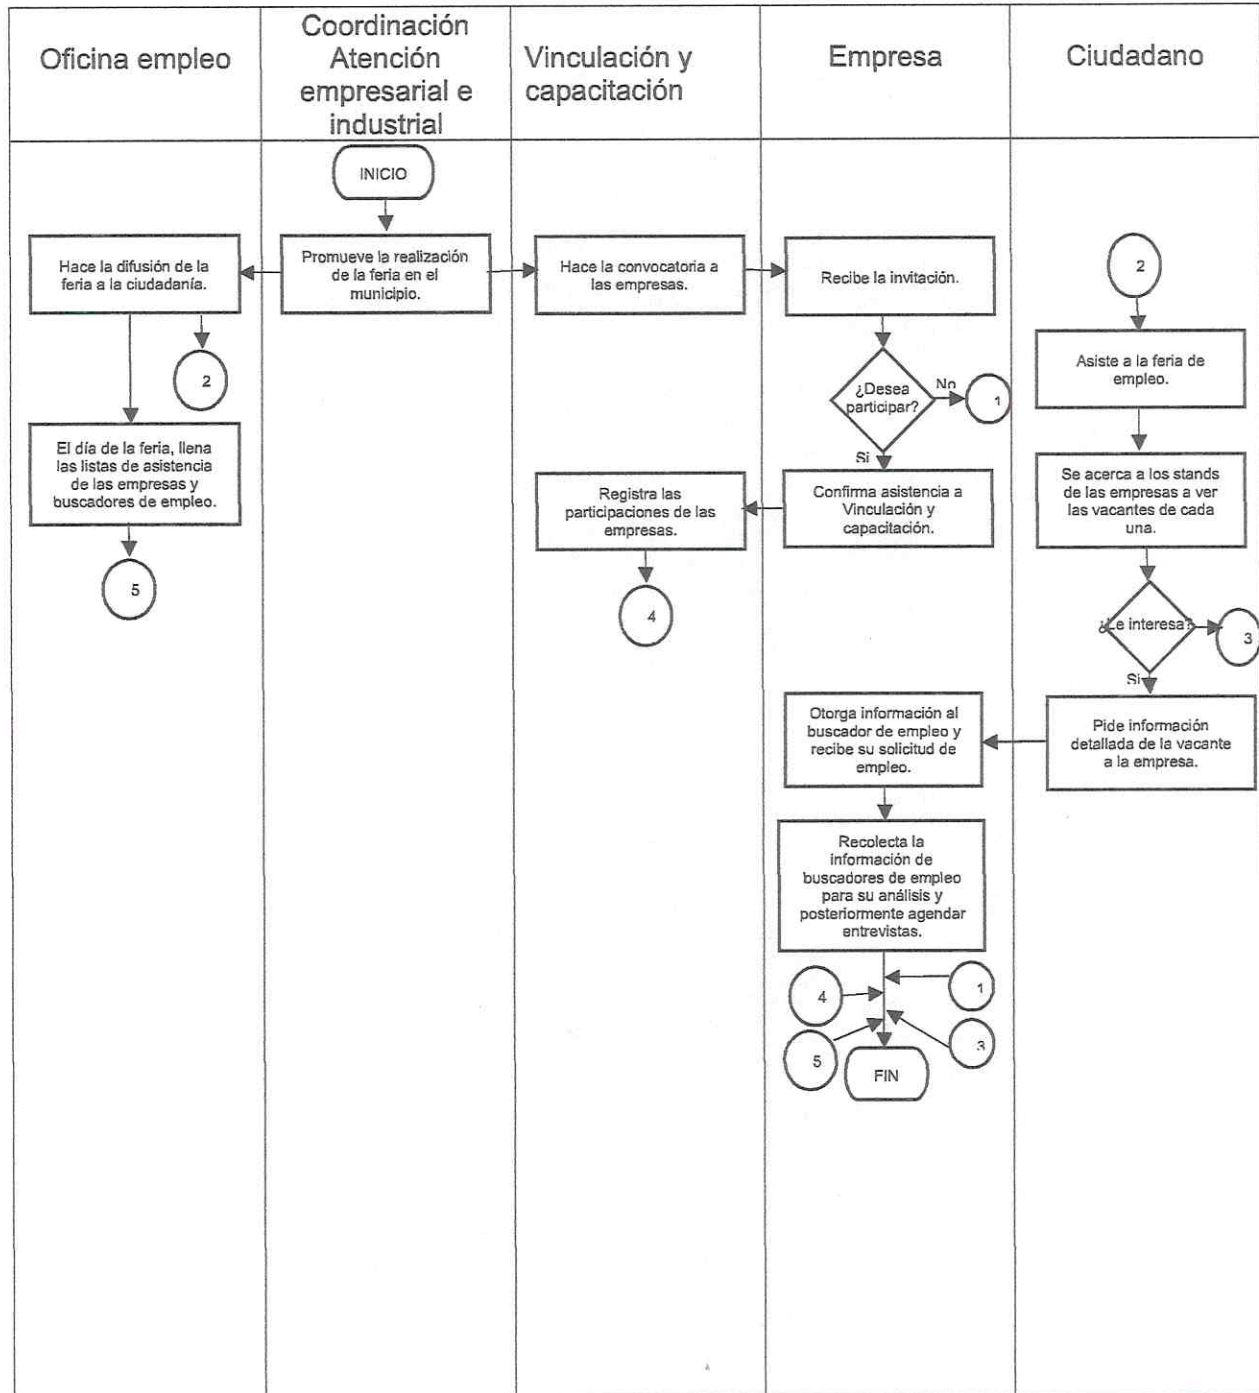 Oficina empleo
Coordinación
Atención
empresarial e
industrial
Vinculación y
capacitación
Empresa
Ciudadano
INICIO
Hace la difusión de la
feria a la ciudadanía.
Promueve la realización
de la feria en el
municipio.
Hace la convocatoria a
las empresas.
Recibe la invitación.
2
2
Asiste a la feria de
empleo.
¿Desea
participar?
No
1
Si
El día de la feria, llena
las listas de asistencia
de las empresas y
buscadores de empleo.
Registra las
participaciones de las
empresas.
Confirma asistencia a
Vinculación y
capacitación.
Se acerca a los stands
de las empresas a ver
las vacantes de cada
una.
5
4
¿Le interesa?
3
Si
Otorga información al
buscador de empleo y
recibe su solicitud de
empleo.
Pide información
detallada de la vacante
a la empresa.
Recolecta la
información de
buscadores de empleo
para su análisis y
posteriormente agendar
entrevistas.
4
1
5
3
FIN